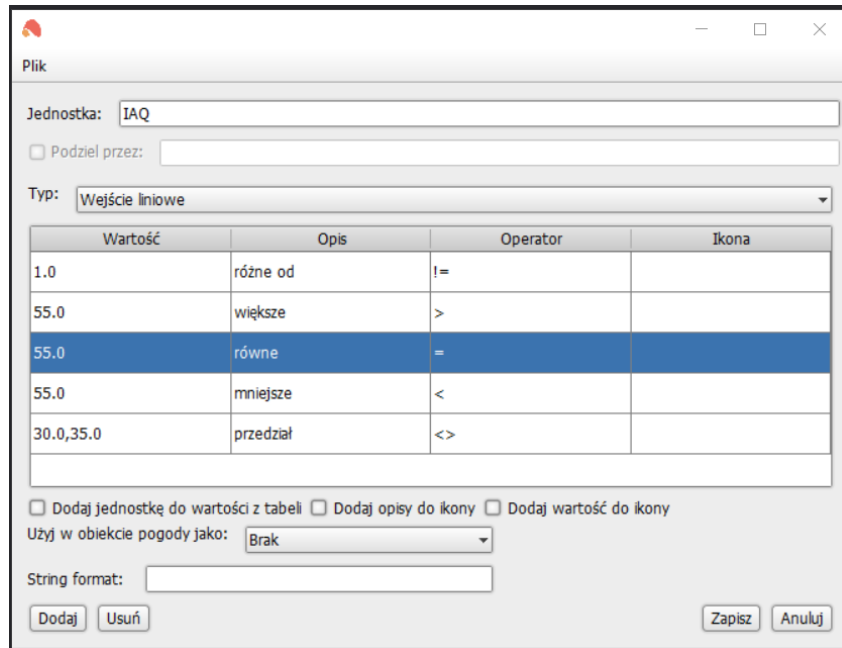 Plik
Jednostka: IAQ
Podziel przez:
Typ: Wejście liniowe
Wartość Opis Operator Ikona
1.0 różne od !=
55.0 większe >
55.0 równe =
55.0 mniejsze <
30.0,35.0 przedział <>
Dodaj jednostkę do wartości z tabeli Dodaj opisy do ikony Dodaj wartość do ikony
Użyj w obiekcie pogody jako: Brak
String format:
Dodaj Usuń Zapisz Anuluj